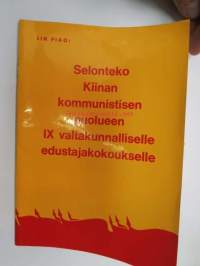 LIN PIAO:
Selonteko
Kiinan
kommunistisen
puolueen
IX valtakunnalliselle
edustajakokoukselle